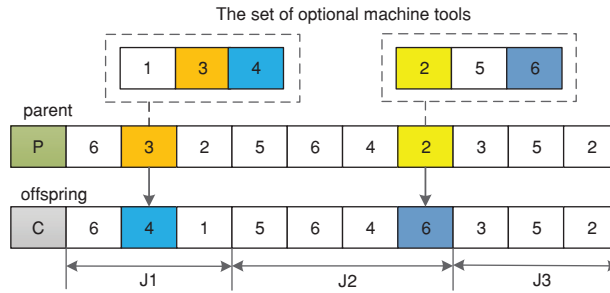 The set of optional machine tools
1 3 4 2 5 6
parent
P 6 3 2 5 6 4 2 3 5 2
offspring
C 6 4 1 5 6 4 6 3 5 2
J1 J2 J3